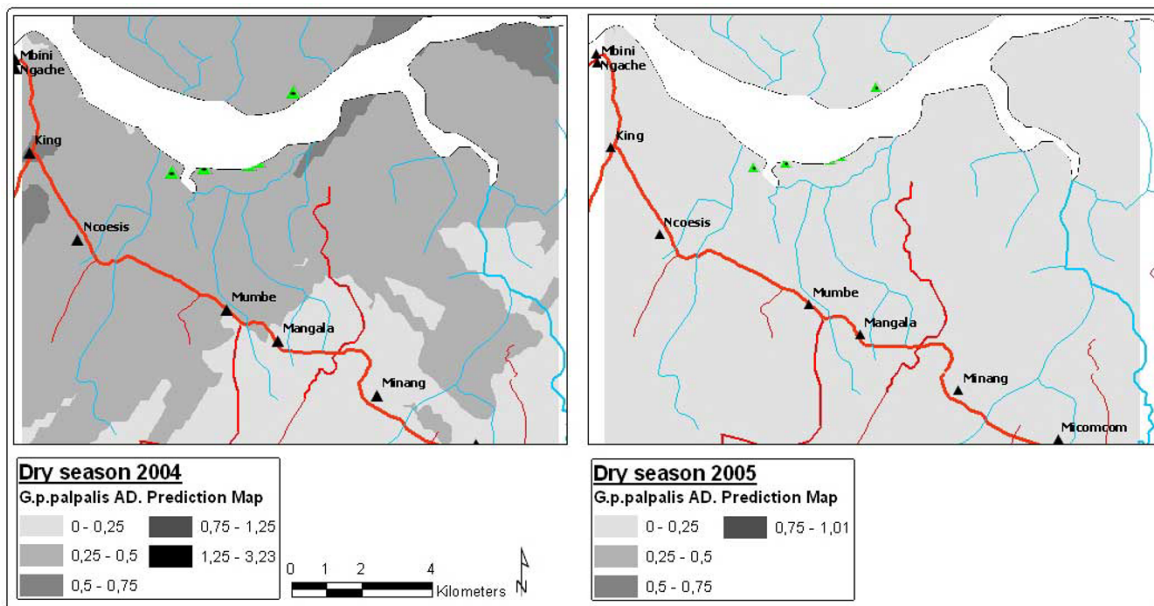 Mbini
Ngache
King
Ncoesis
Mumbe
Mangala
Minang
Dry season 2004
G.p.palpalis AD. Prediction Map
0 - 0,25
0,75 - 1,25
0,25 - 0,5
1,25 - 3,23
0,5 - 0,75
0 1 2 4
Kilometers
N
Mbini
Ngache
King
Ncoesis
Mumbe
Mangala
Minang
Micomcom
Dry season 2005
G.p.palpalis AD. Prediction Map
0 - 0,25
0,75 - 1,01
0,25 - 0,5
0,5 - 0,75